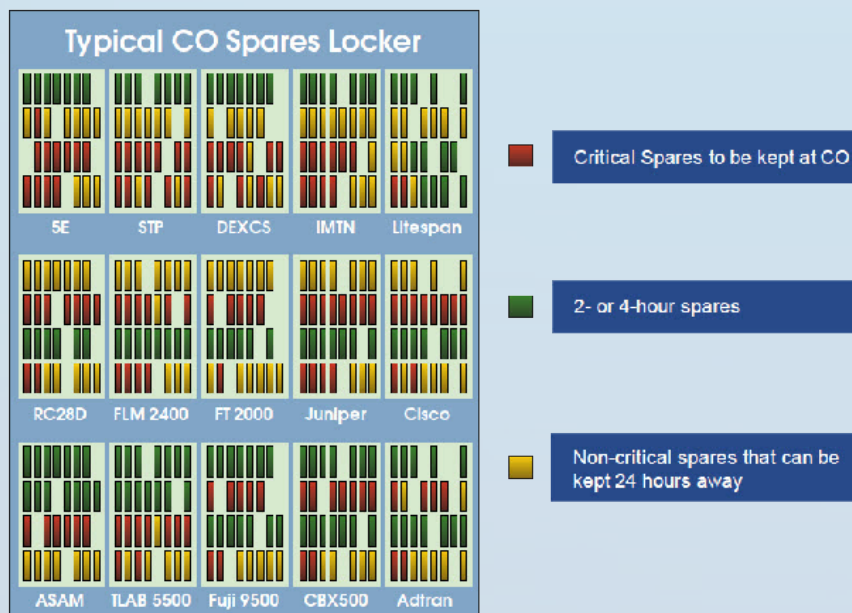 Typical CO Spares Locker
5E STP DEXCS IMTN Litespan
RC28D FLM 2400 FT 2000 Juniper Cisco
ASAM TLAB 5500 Fuji 9500 CBX500 Adtran
Critical Spares to be kept at CO
2- or 4-hour spares
Non-critical spares that can be
kept 24 hours away